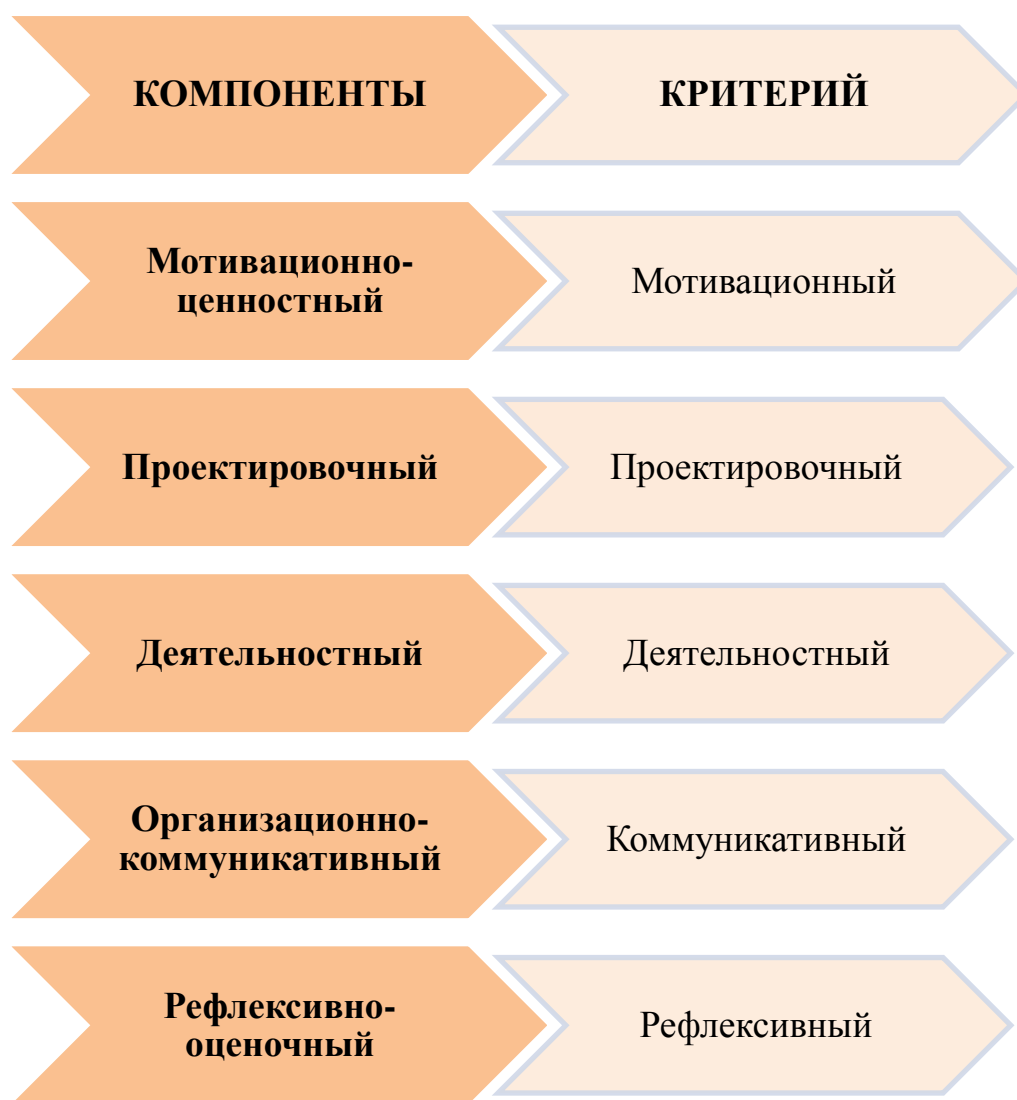 КОМПОНЕНТЫ
КРИТЕРИЙ
Мотивационно-
ценностный
Мотивационный
Проектировочный
Проектировочный
Деятельностный
Деятельностный
Организационно-
коммуникативный
Коммуникативный
Рефлексивно-
оценочный
Рефлексивный